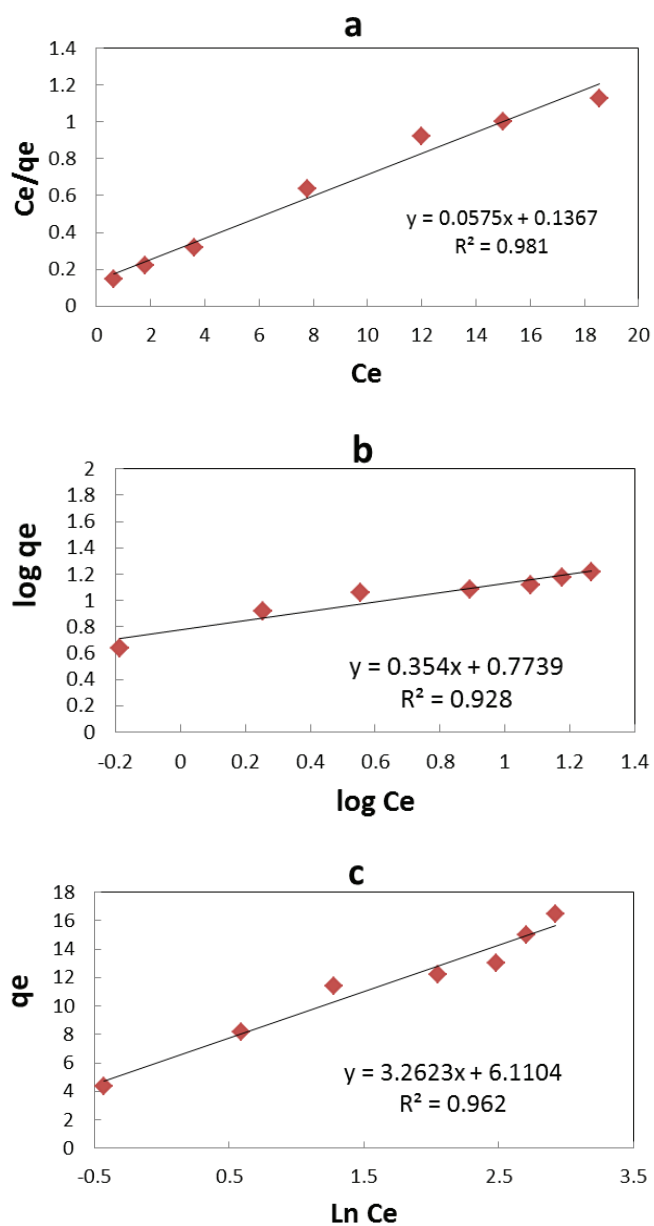 a
1.4
1.2
1
0.8
0.6
0.4
0.2
0
Ce/qe
y = 0.0575x + 0.1367
R² = 0.981
0 2 4 6 8 10 12 14 16 18 20
Ce
b
2
1.8
1.6
1.4
1.2
1
0.8
0.6
0.4
0.2
0
log qe
y = 0.354x + 0.7739
R² = 0.928
-0.2 0 0.2 0.4 0.6 0.8 1 1.2 1.4
log Ce
c
18
16
14
12
10
8
6
4
2
0
qe
y = 3.2623x + 6.1104
R² = 0.962
-0.5 0.5 1.5 2.5 3.5
Ln Ce